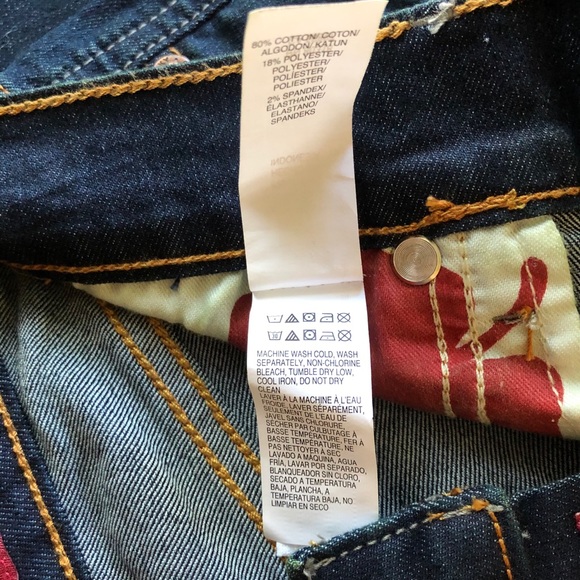 80% COTTON/ COTON/
ALGODON/ KATUN
18% POLYESTER/
POLYESTER/
POLIESTER/
POLIESTER
2% SPANDEX/
ELASTHANNE/
ELASTANO/
SPANDEKS
MACHINE WASH COLD, WASH
SEPARATELY, NON-CHLORINE
BLEACH, TUMBLE DRY LOW,
COOL IRON, DO NOT DRY
CLEAN
LAVER À LA MACHINE À L'EAU
FROIDE, LAVER SÉPARÉMENT,
SEULEMENT DE L'EAU DE
JAVEL SANS CHLORURE,
SÉCHER PAR CULBUTAGE À
BASSE TEMPÉRATURE, FER À
BASSE TEMPÉRATURE, NE
PAS NETTOYER A SEC
LAVADO A MAQUINA, AGUA
FRÍA, LAVAR POR SEPARADO,
BLANQUEADOR SIN CLORO,
SECADO A TEMPERATURA
BAJA, PLANCHA, A
TEMPERATURA BAJA, NO
LIMPIAR EN SECO